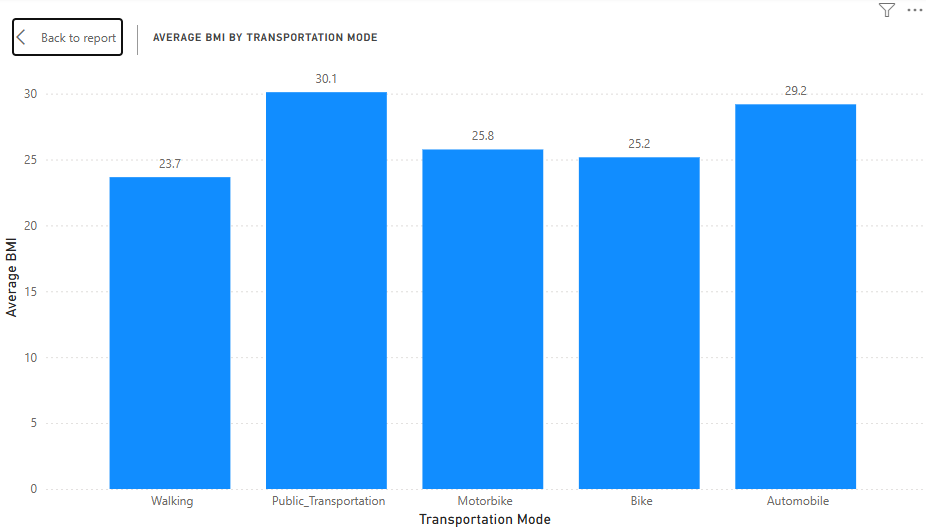 Back to report
AVERAGE BMI BY TRANSPORTATION MODE
30.1
29.2
25.8
25.2
23.7
30
25
20
15
10
5
0
Average BMI
Walking Public_Transportation Motorbike Bike Automobile
Transportation Mode